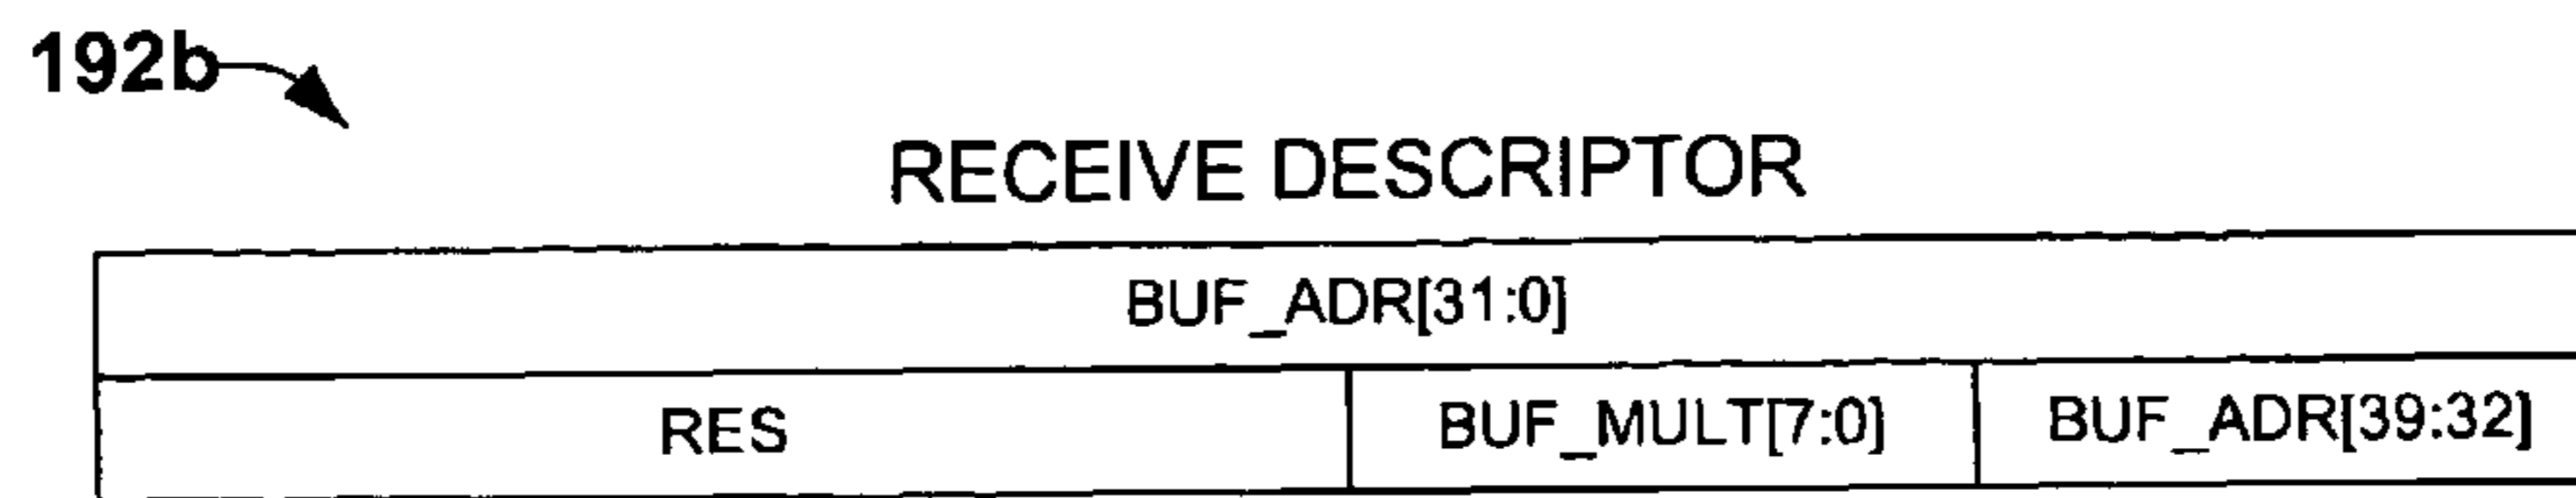 192b
RECEIVE DESCRIPTOR
BUF_ADR[31:0]
RES BUF_MULT[7:0] BUF_ADR[39:32]